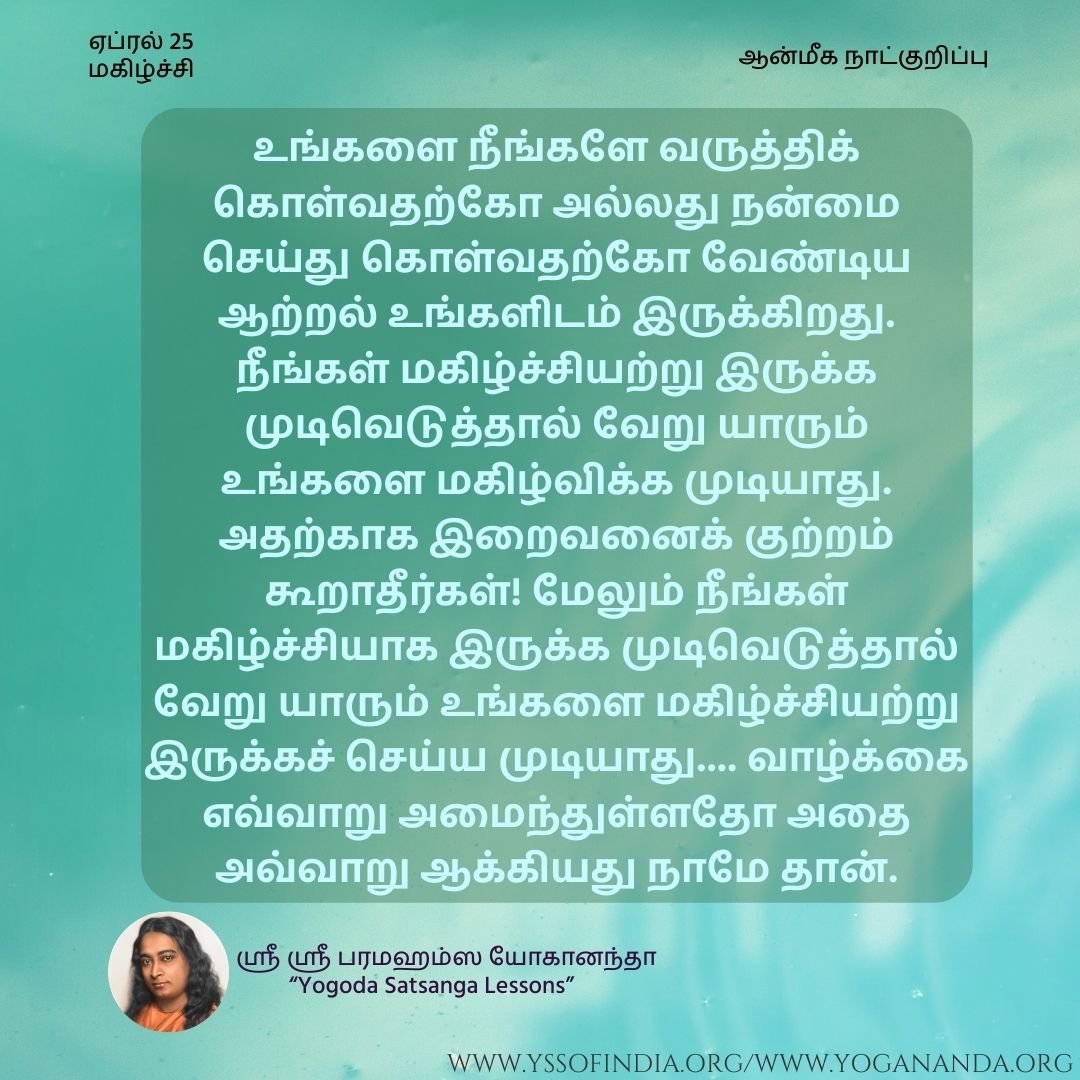 ஏப்ரல் 25
மகிழ்ச்சி
ஆன்மீக நாட்குறிப்பு
உங்களை நீங்களே வருத்திக்
கொள்வதற்கோ அல்லது நன்மை
செய்து கொள்வதற்கோ வேண்டிய
ஆற்றல் உங்களிடம் இருக்கிறது.
நீங்கள் மகிழ்ச்சியற்று இருக்க
முடிவெடுத்தால் வேறு யாரும்
உங்களை மகிழ்விக்க முடியாது.
அதற்காக இறைவனைக் குற்றம்
கூறாதீர்கள்! மேலும் நீங்கள்
மகிழ்ச்சியாக இருக்க முடிவெடுத்தால்
வேறு யாரும் உங்களை மகிழ்ச்சியற்று
இருக்கச் செய்ய முடியாது.... வாழ்க்கை
எவ்வாறு அமைந்துள்ளதோ அதை
அவ்வாறு ஆக்கியது நாமே தான்.
ஸ்ரீ ஸ்ரீ பரமஹம்ஸ யோகானந்தா
“Yogoda Satsanga Lessons”
WWW.YSSOFINDIA.ORG/WWW.YOGANANDA.ORG